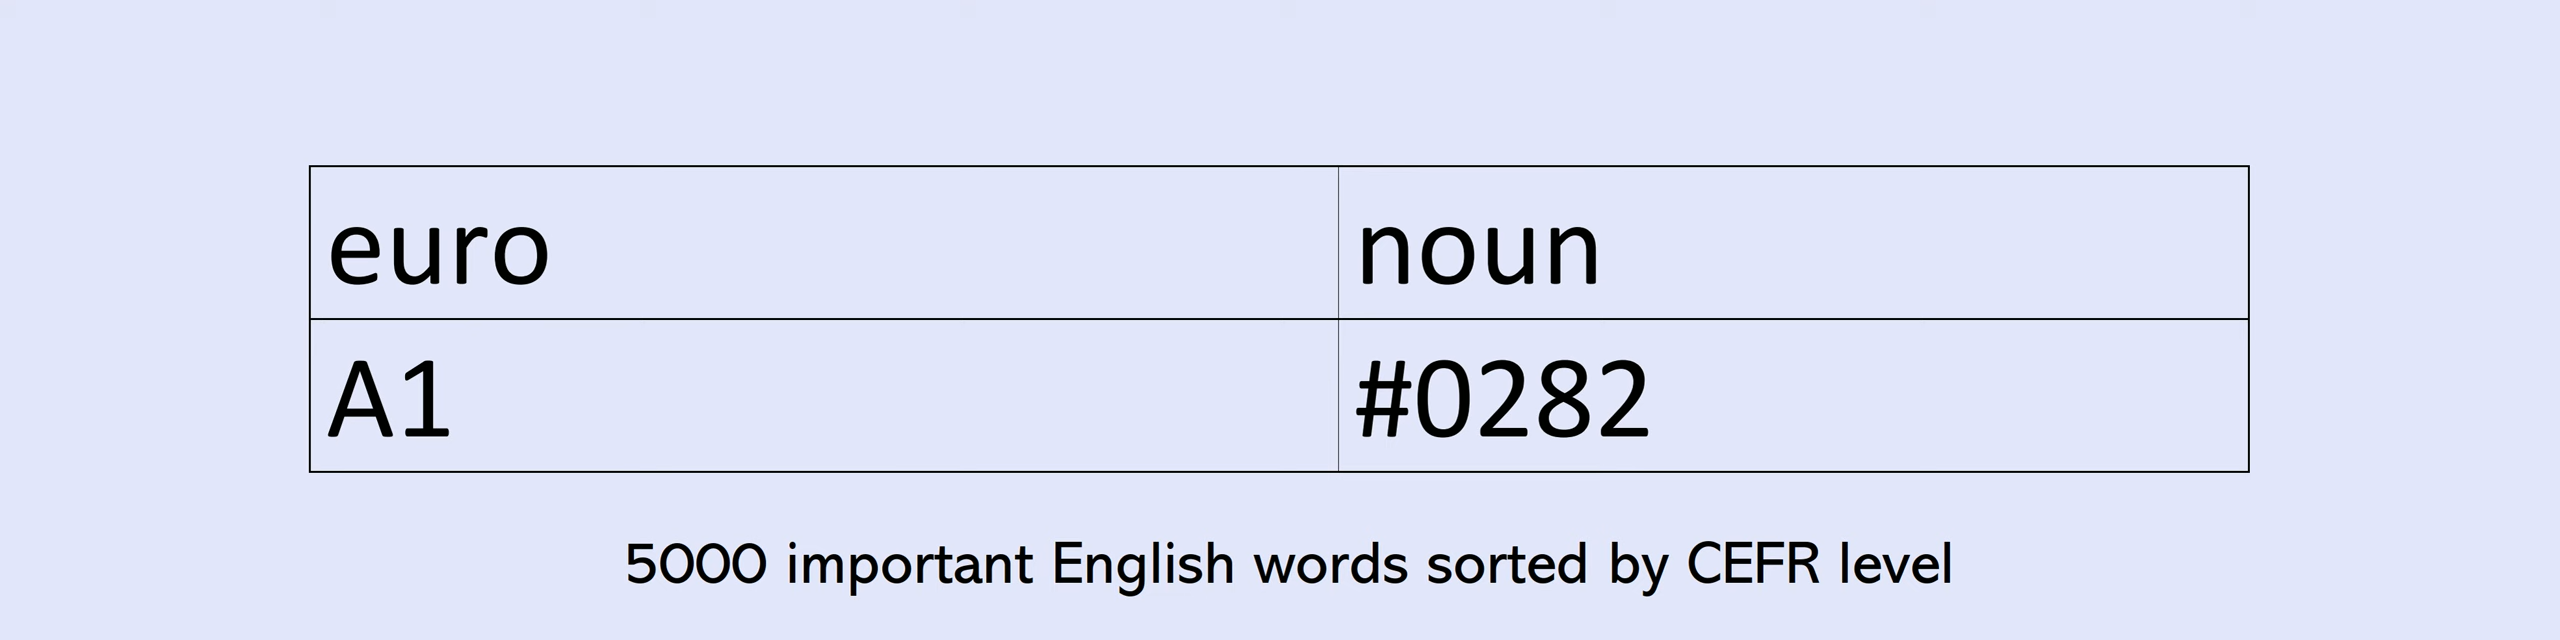 euro noun
A1 #0282
5000 important English words sorted by CEFR level